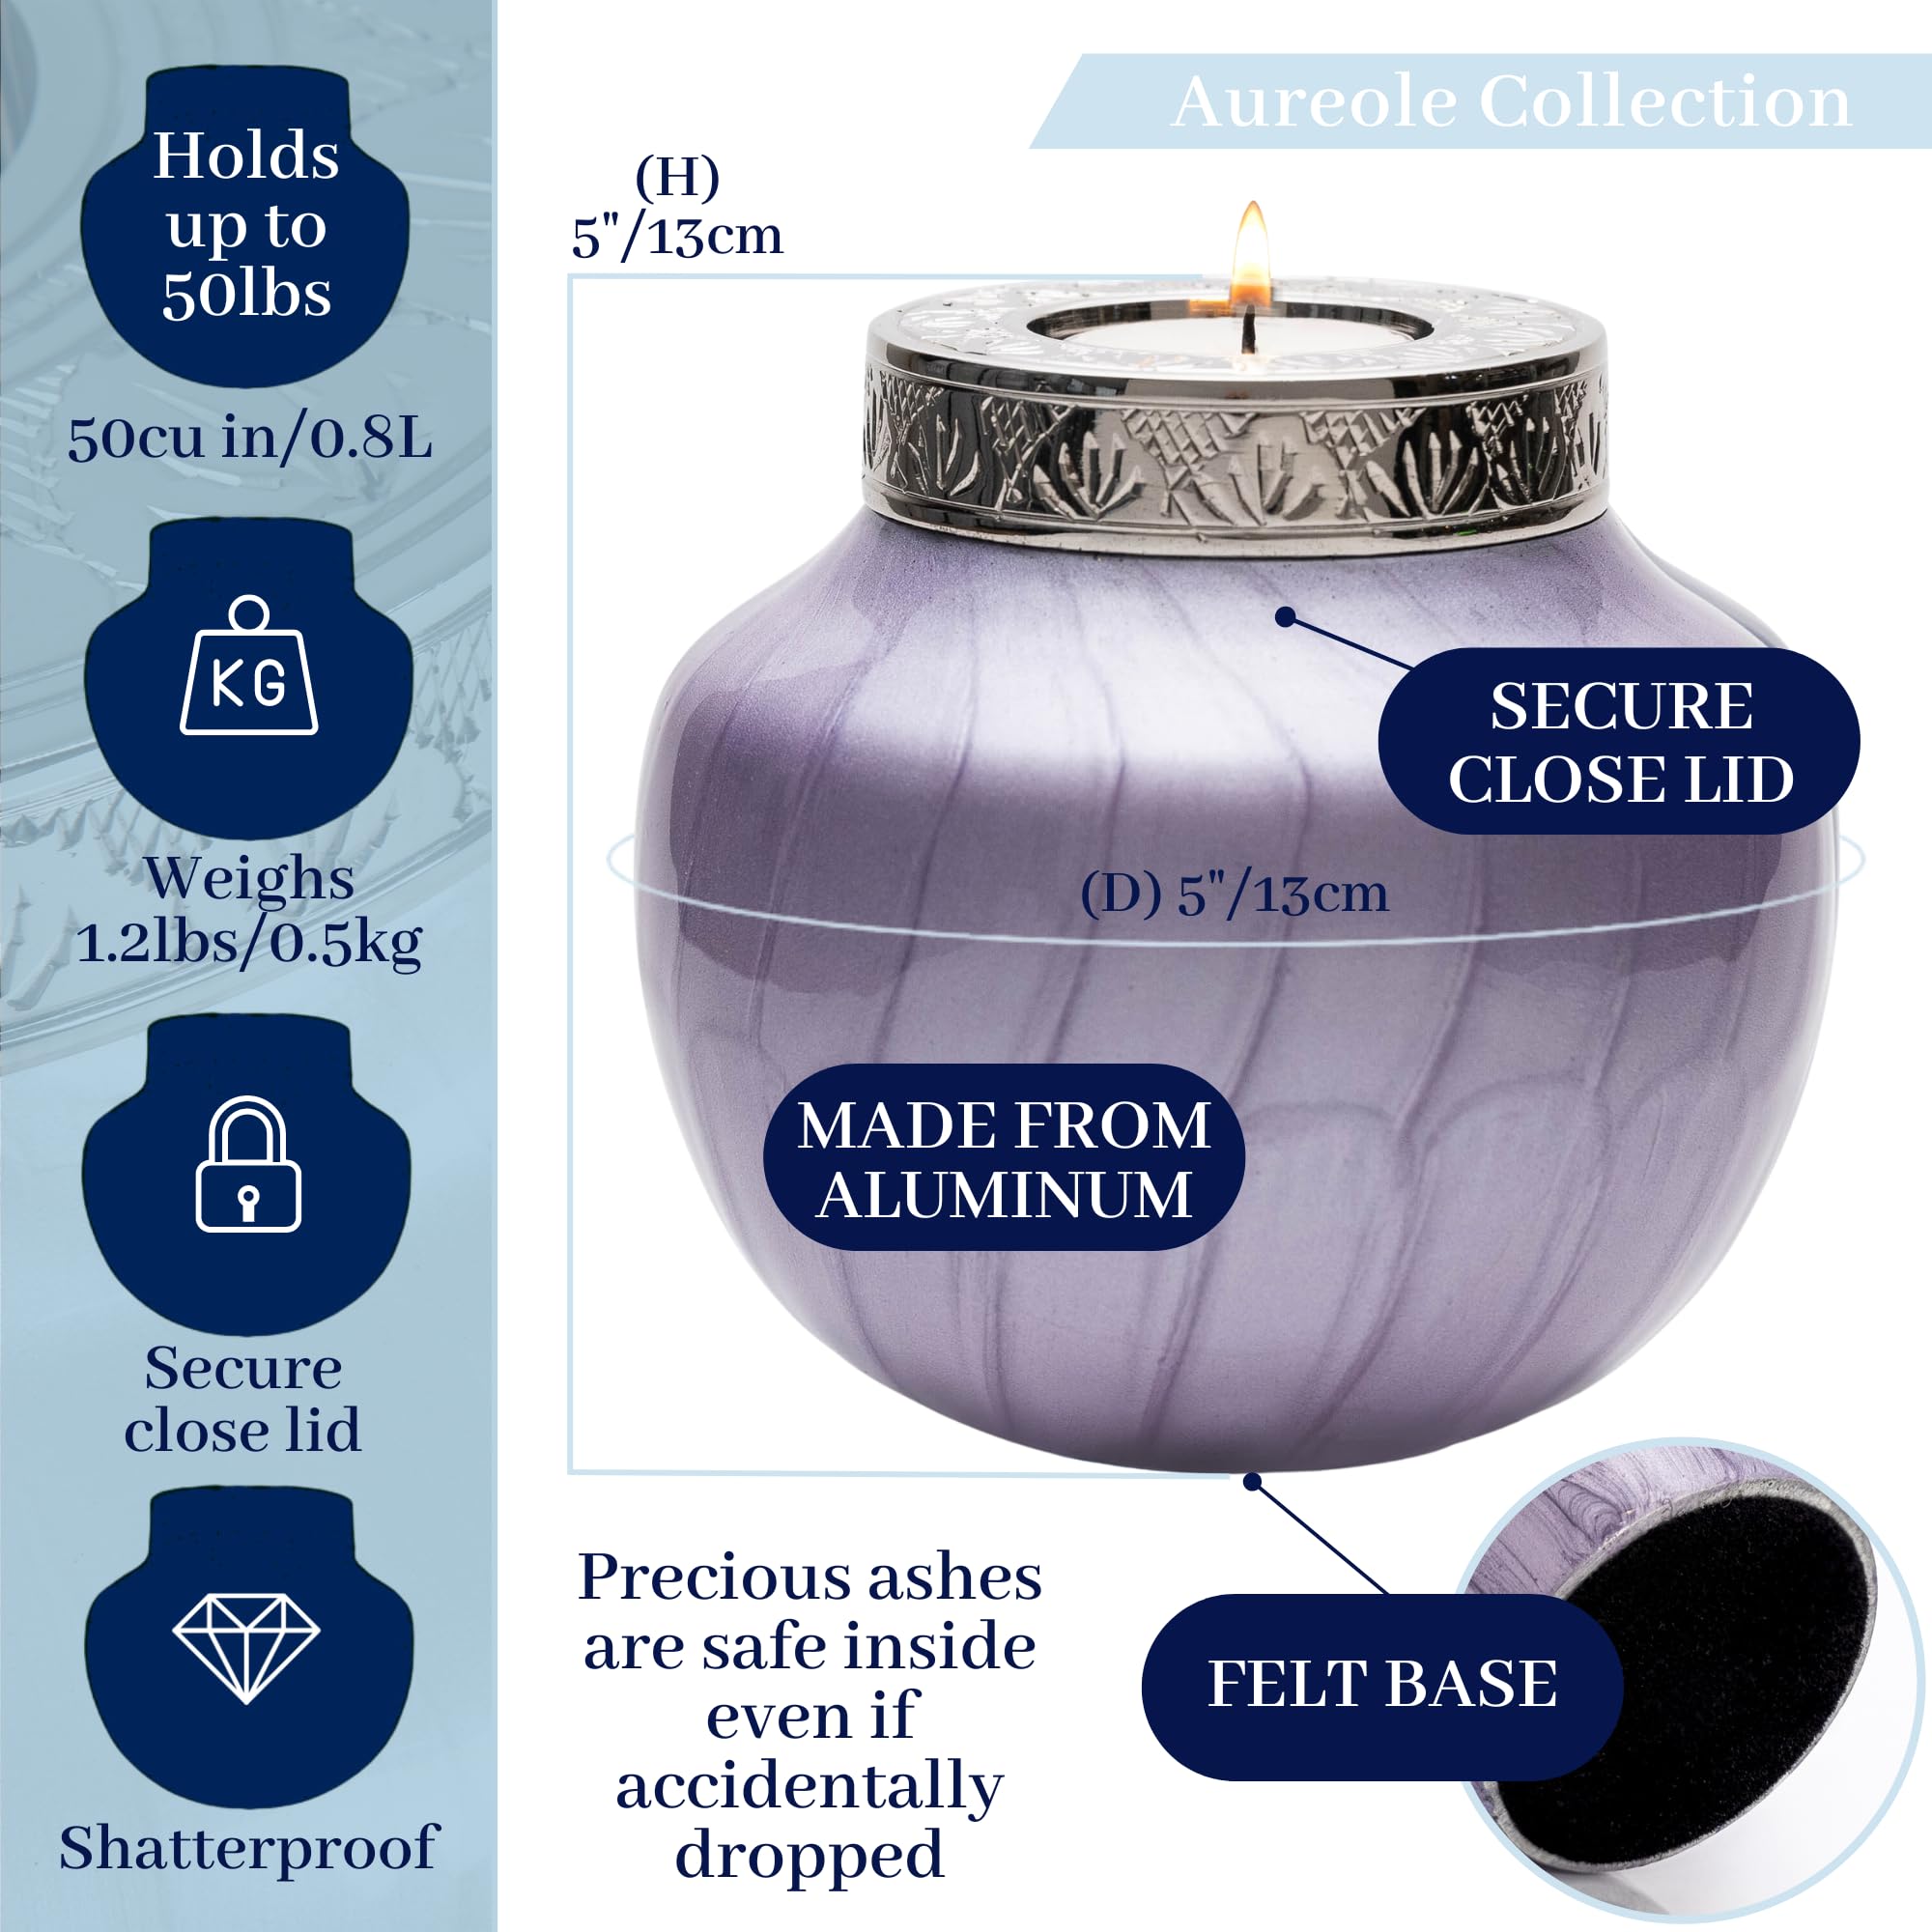 Aureole Collection
Holds
up to
50lbs
50cu in/0.8L
KG
Weighs
1.2lbs/0.5kg
Secure
close lid
Shatterproof
(H)
5"/13cm
SECURE
CLOSE LID
(D) 5"/13cm
MADE FROM
ALUMINUM
Precious ashes
are safe inside
even if
accidentally
dropped
FELT BASE